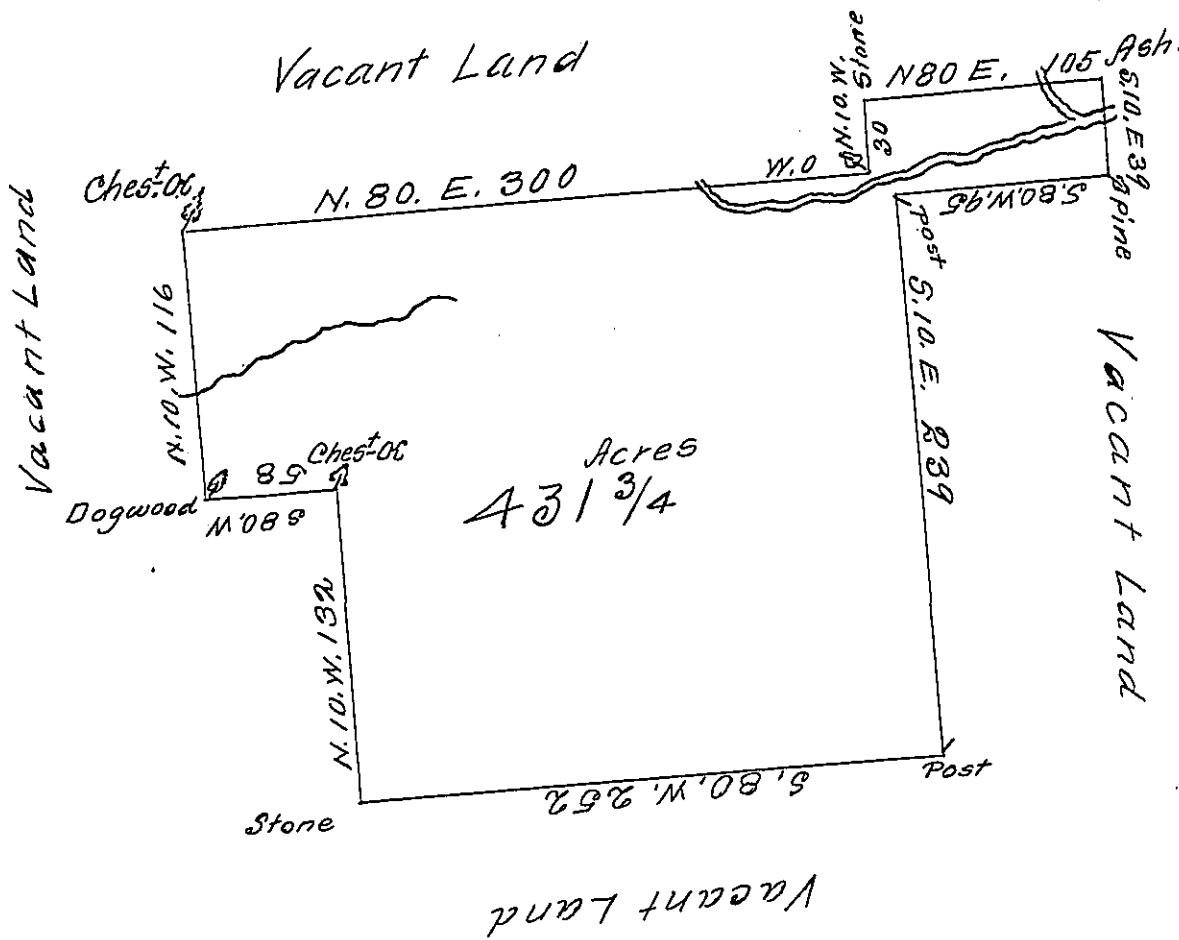 Vacant Land
N.10.W.
Stone
N80 E. 105 Ash.
30
S.10.E 39
W.O
Ches.t Oc
N. 80. E. 300
S.80.W.95
Post
Spine
Vacant Land
N.10.W. 116
S.10.E. 239
Vacant Land
Ches.t-Oc
58
S 80.W
Dogwood
Acres
431 3/4
N.10.W. 132
Post
S.80.W. 252
Stone
Vacant Land